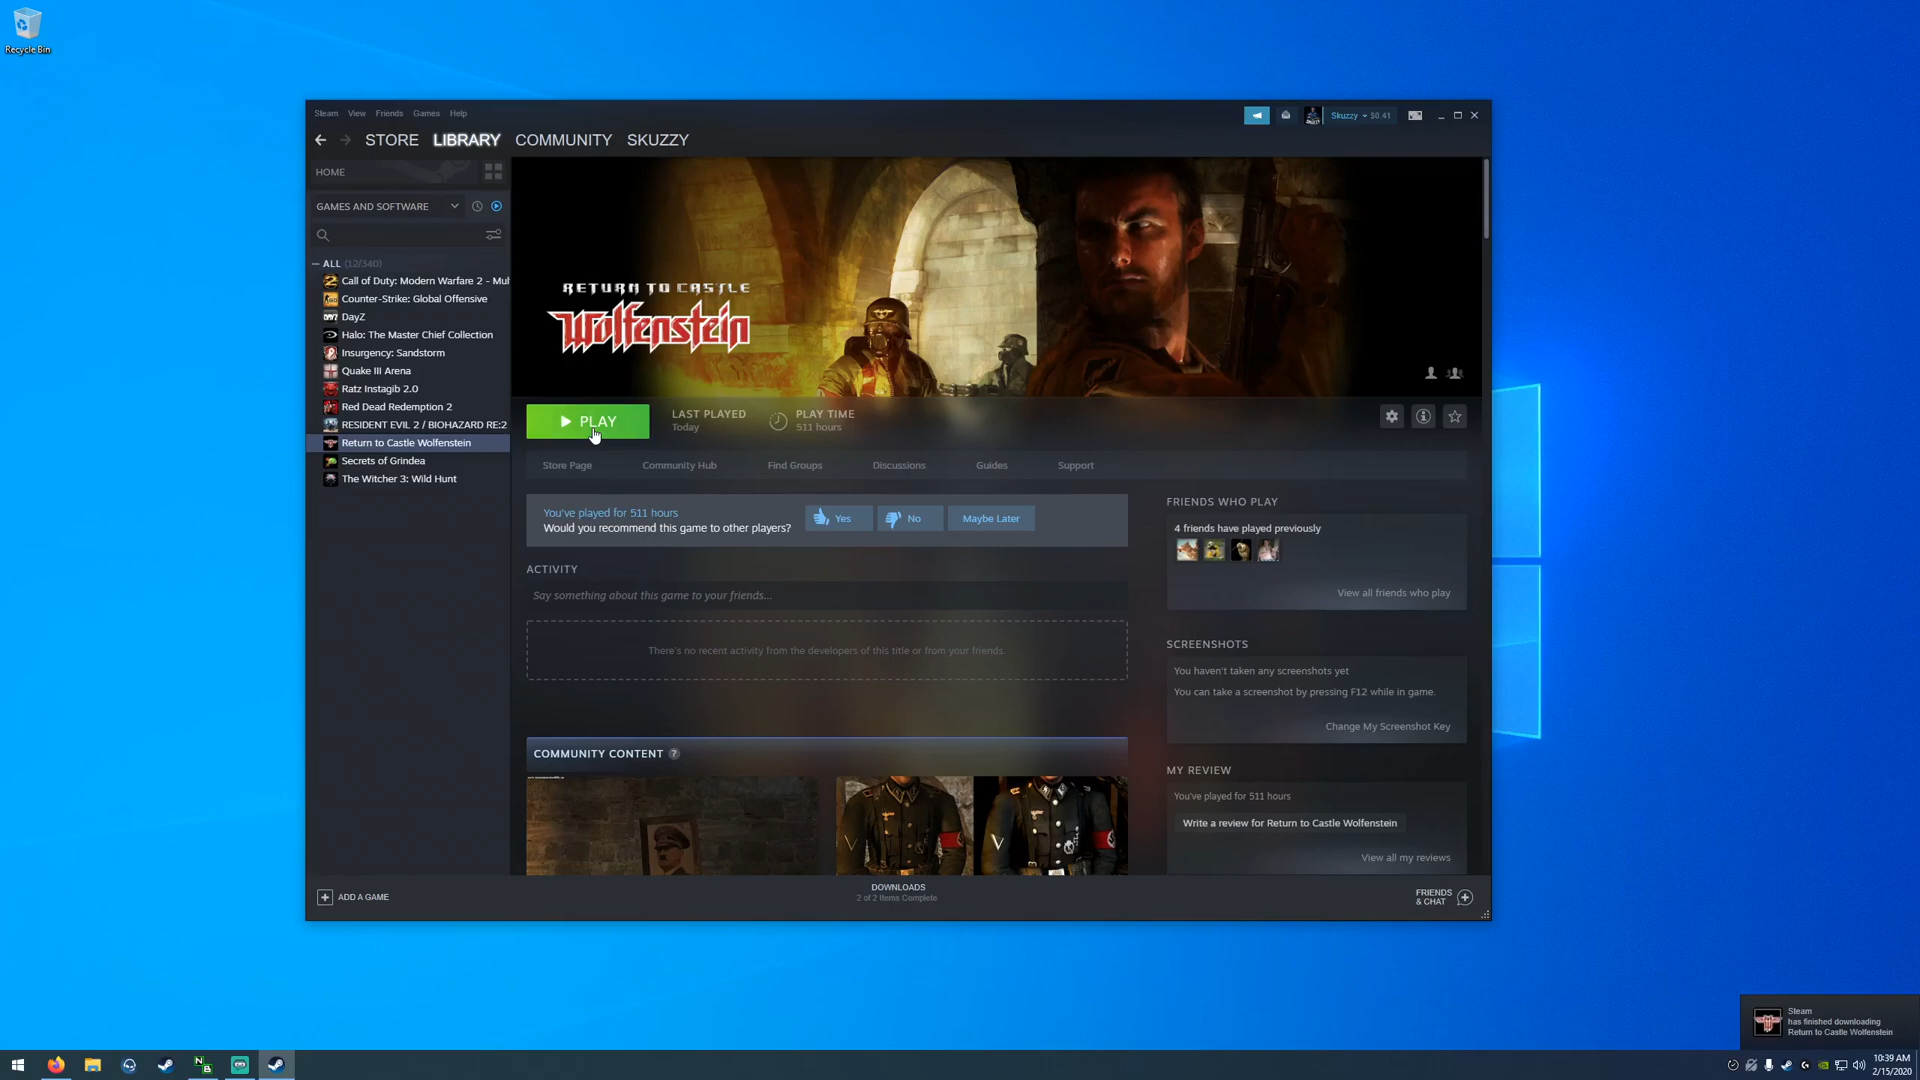 Recycle Bin
Steam View Friends Games Help
Skuzzy $0.41
STORE LIBRARY COMMUNITY SKUZZY
HOME
GAMES AND SOFTWARE
ALL (12/340)
Call of Duty: Modern Warfare 2 - Mul
Counter-Strike: Global Offensive
DayZ
Halo: The Master Chief Collection
Insurgency: Sandstorm
Quake III Arena
Ratz Instagib 2.0
Red Dead Redemption 2
RESIDENT EVIL 2 / BIOHAZARD RE:2
Return to Castle Wolfenstein
Secrets of Grindea
The Witcher 3: Wild Hunt
RETURN TO CASTLE
Wolfenstein
PLAY
LAST PLAYED
Today
PLAY TIME
511 hours
Store Page Community Hub Find Groups Discussions Guides Support
You've played for 511 hours
Would you recommend this game to other players?
Yes No Maybe Later
ACTIVITY
Say something about this game to your friends...
There's no recent activity from the developers of this title or from your friends.
COMMUNITY CONTENT ?
FRIENDS WHO PLAY
4 friends have played previously
View all friends who play
SCREENSHOTS
You haven't taken any screenshots yet
You can take a screenshot by pressing F12 while in game.
Change My Screenshot Key
MY REVIEW
You've played for 511 hours
Write a review for Return to Castle Wolfenstein
View all my reviews
ADD A GAME
DOWNLOADS
2 of 2 Items Complete
FRIENDS
& CHAT
Steam
has finished downloading
Return to Castle Wolfenstein
10:39 AM
2/15/2020